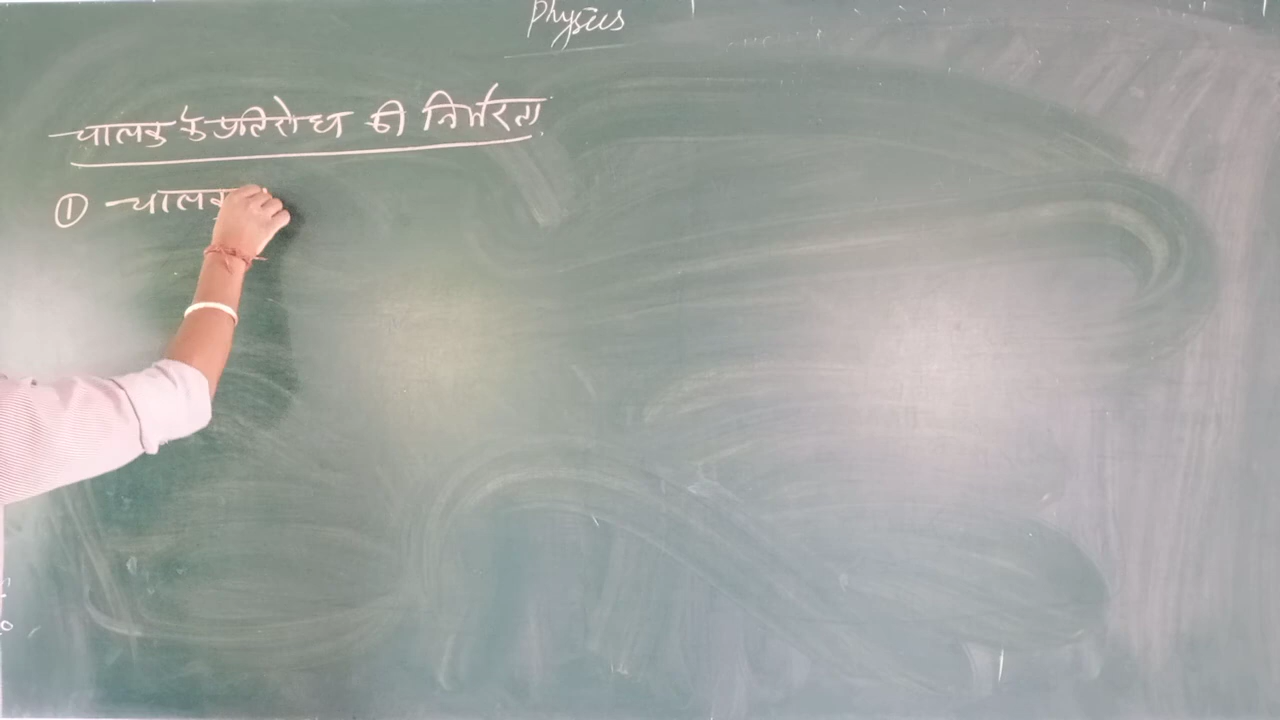 Physics
चालक के प्रतिरोध की निर्भरता
① चालक